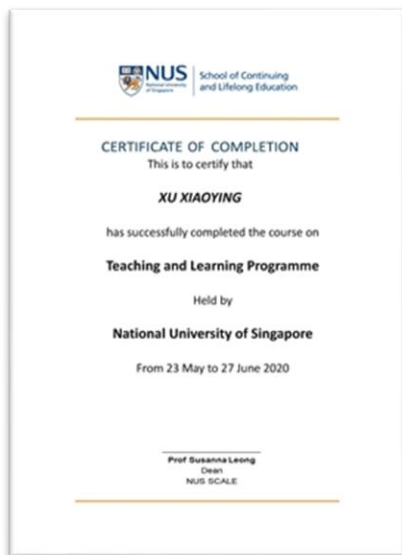 NUS
National University
of Singapore
School of Continuing
and Lifelong Education
CERTIFICATE OF COMPLETION
This is to certify that
XU XIAOYING
has successfully completed the course on
Teaching and Learning Programme
Held by
National University of Singapore
From 23 May to 27 June 2020
Prof Susanna Leong
Dean
NUS SCALE